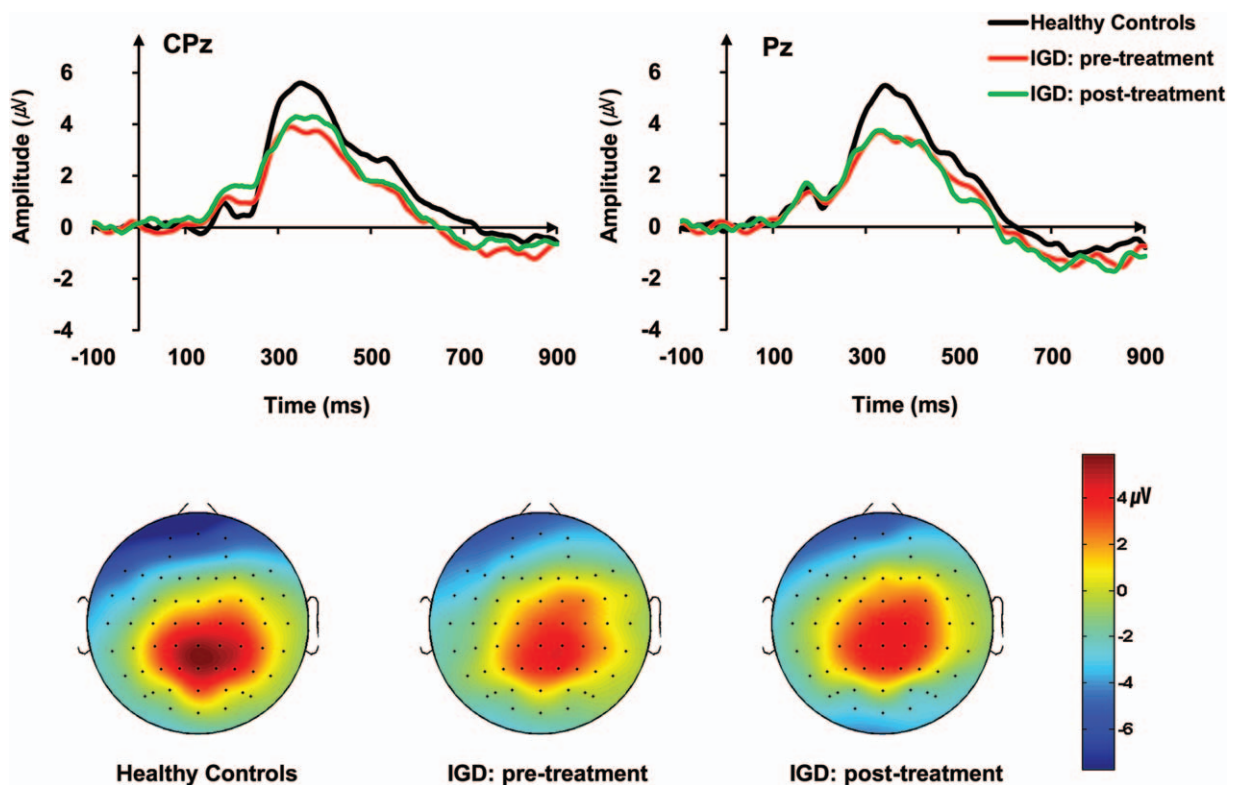 CPz
Amplitude (μV)
6
4
2
0
-2
-4
-100 100 300 500 700 900
Time (ms)
Pz
Amplitude (μV)
6
4
2
0
-2
-4
-100 100 300 500 700 900
Time (ms)
Healthy Controls
IGD: pre-treatment
IGD: post-treatment
4 μV
2
0
-2
-4
-6
Healthy Controls
IGD: pre-treatment
IGD: post-treatment